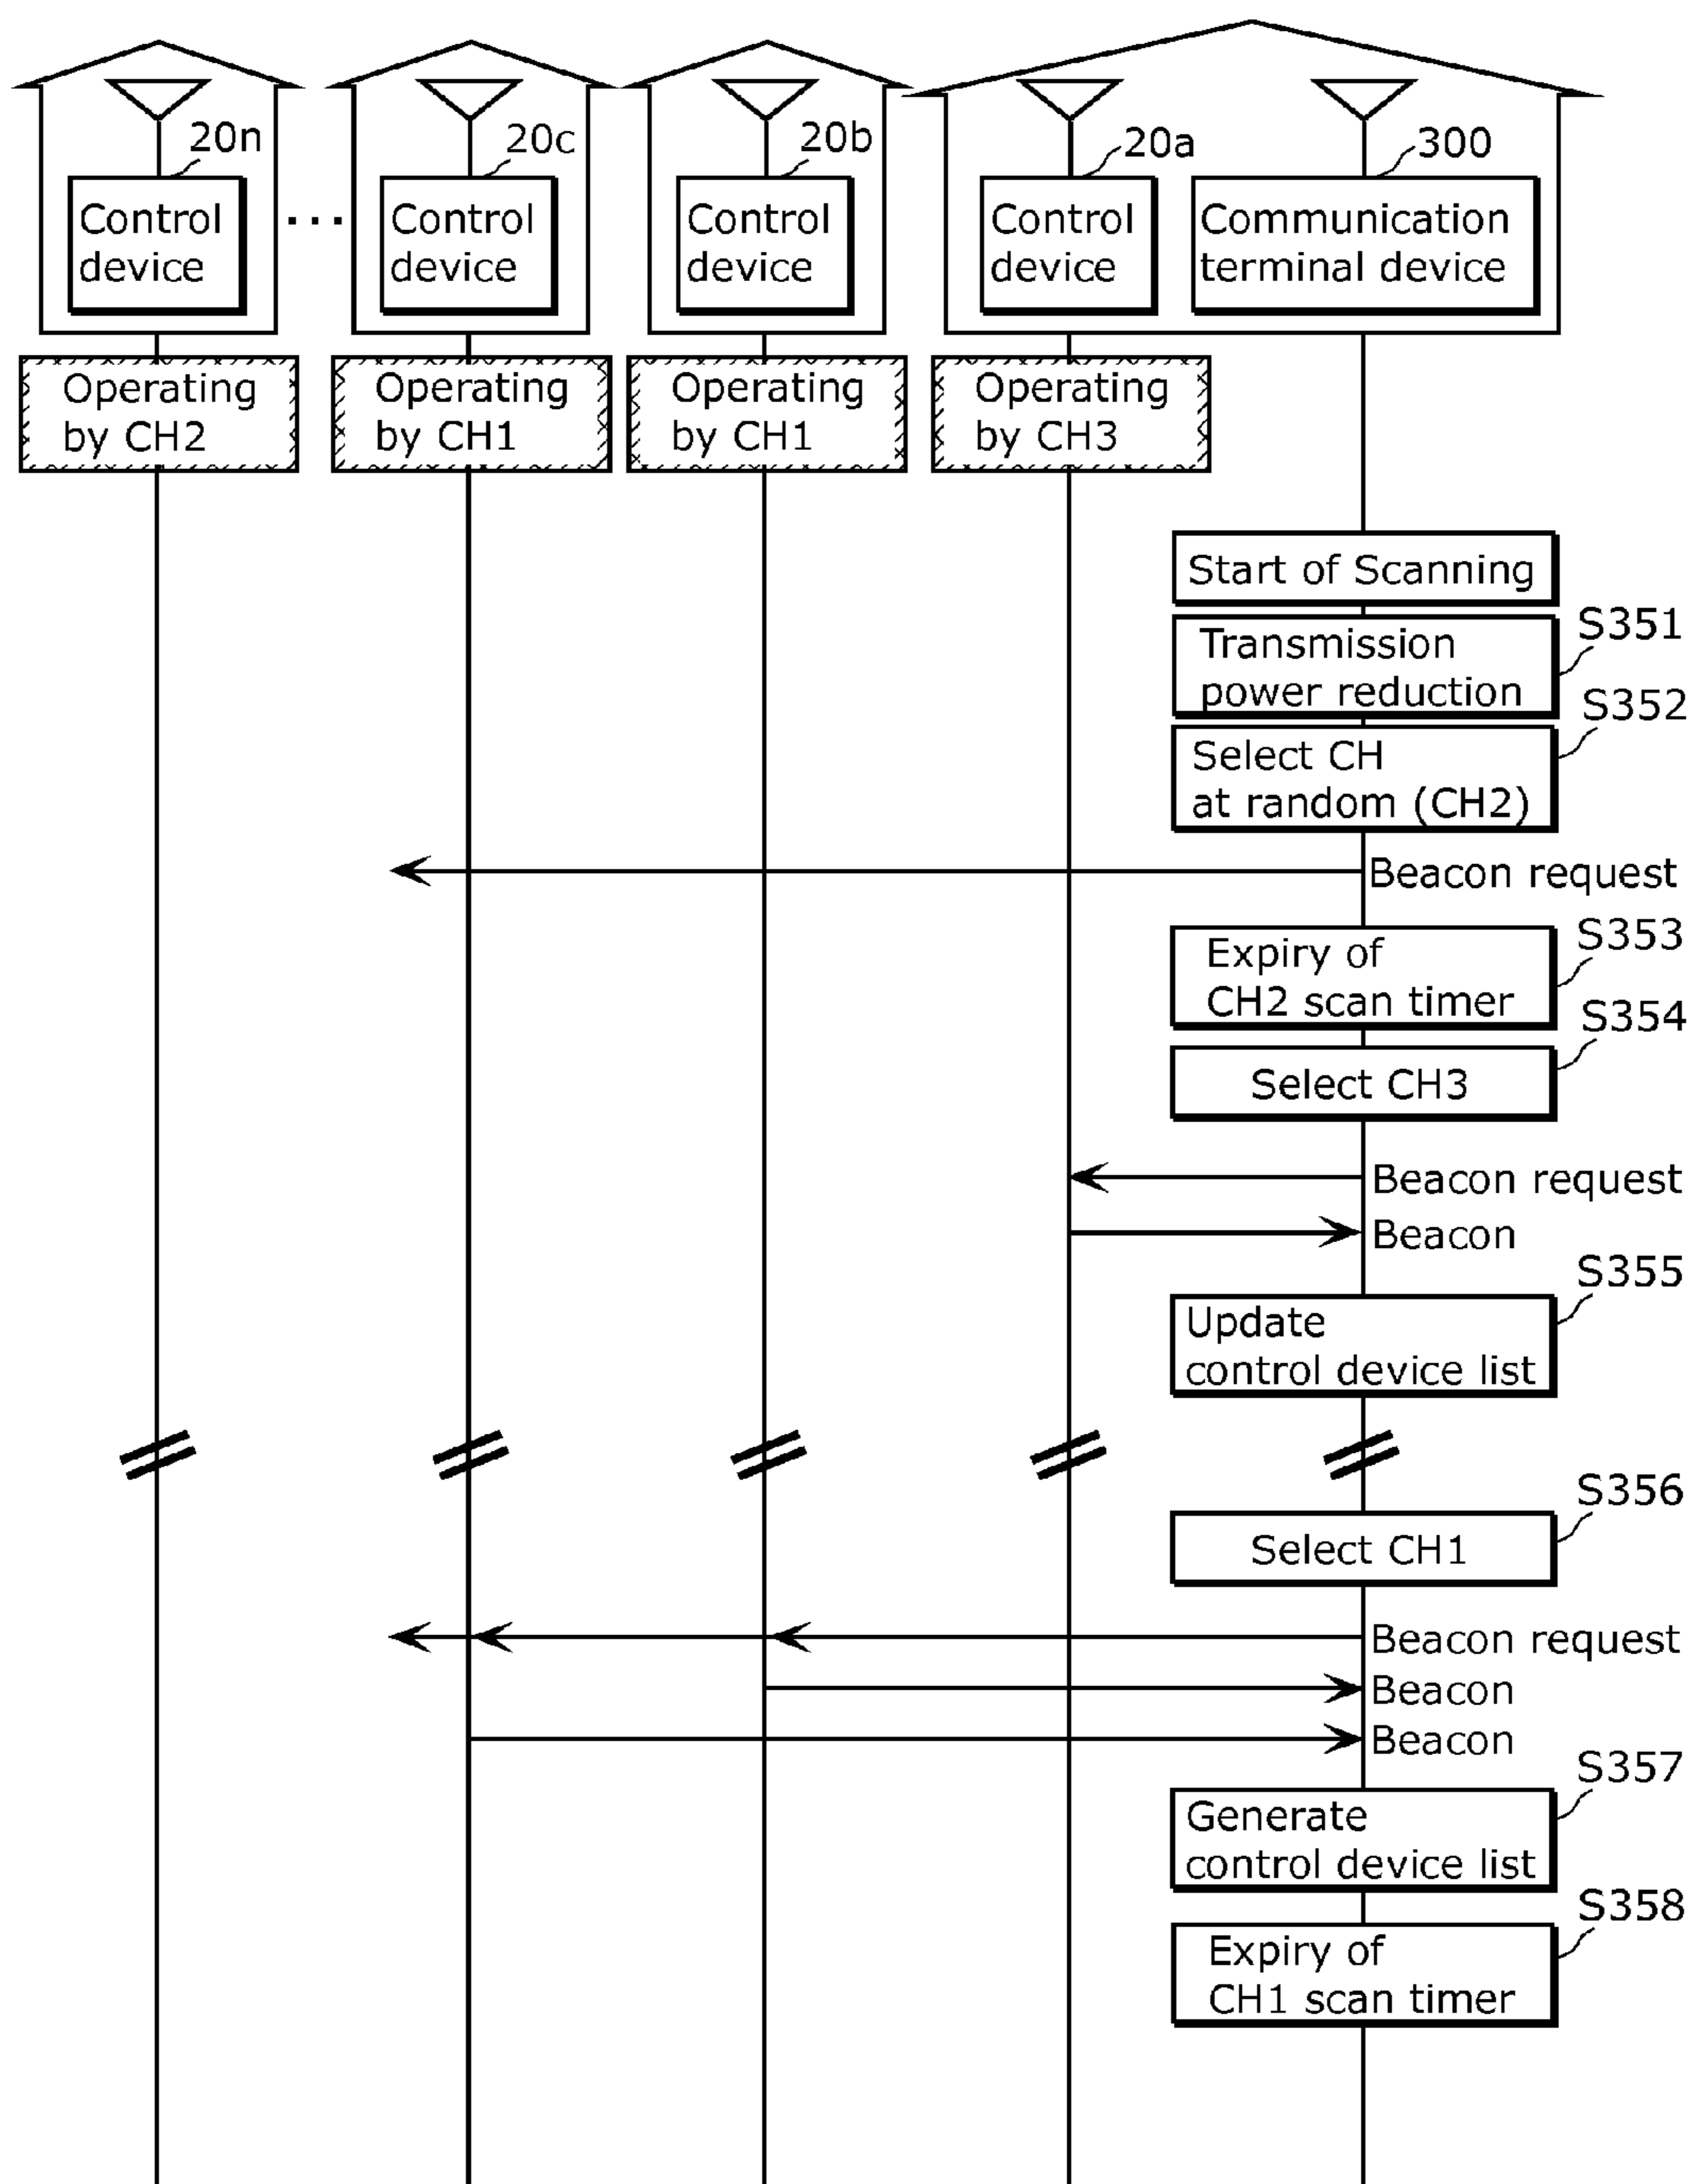 20n
20c
20b
20a
300
Control
device
...
Control
device
Control
device
Control
device
Communication
terminal device
Operating
by CH2
Operating
by CH1
Operating
by CH1
Operating
by CH3
Start of Scanning
S351
Transmission
power reduction
S352
Select CH
at random (CH2)
Beacon request
S353
Expiry of
CH2 scan timer
S354
Select CH3
Beacon request
Beacon
S355
Update
control device list
S356
Select CH1
Beacon request
Beacon
Beacon
S357
Generate
control device list
S358
Expiry of
CH1 scan timer